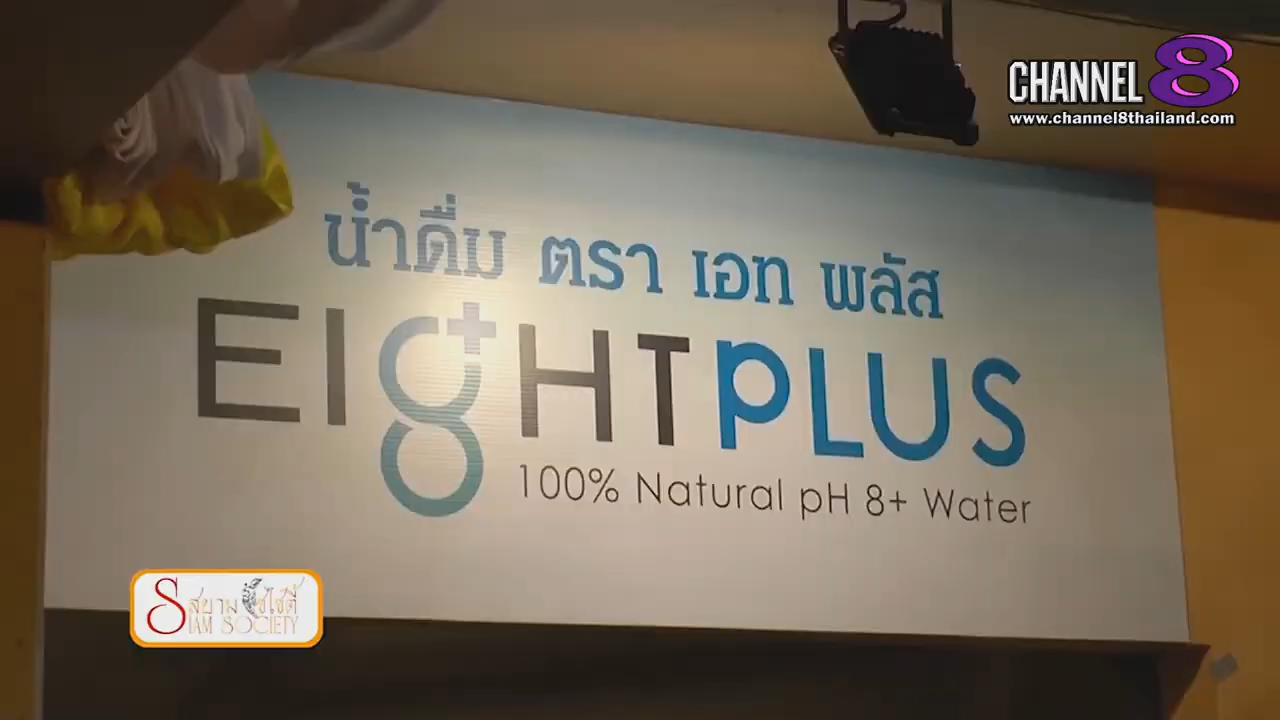 CHANNEL 8
www.channel8thailand.com
น้ำดื่ม ตรา เอท พลัส
EIGHTPLUS
100% Natural pH 8+ Water
สยามโซไซตี้
SIAM SOCIETY